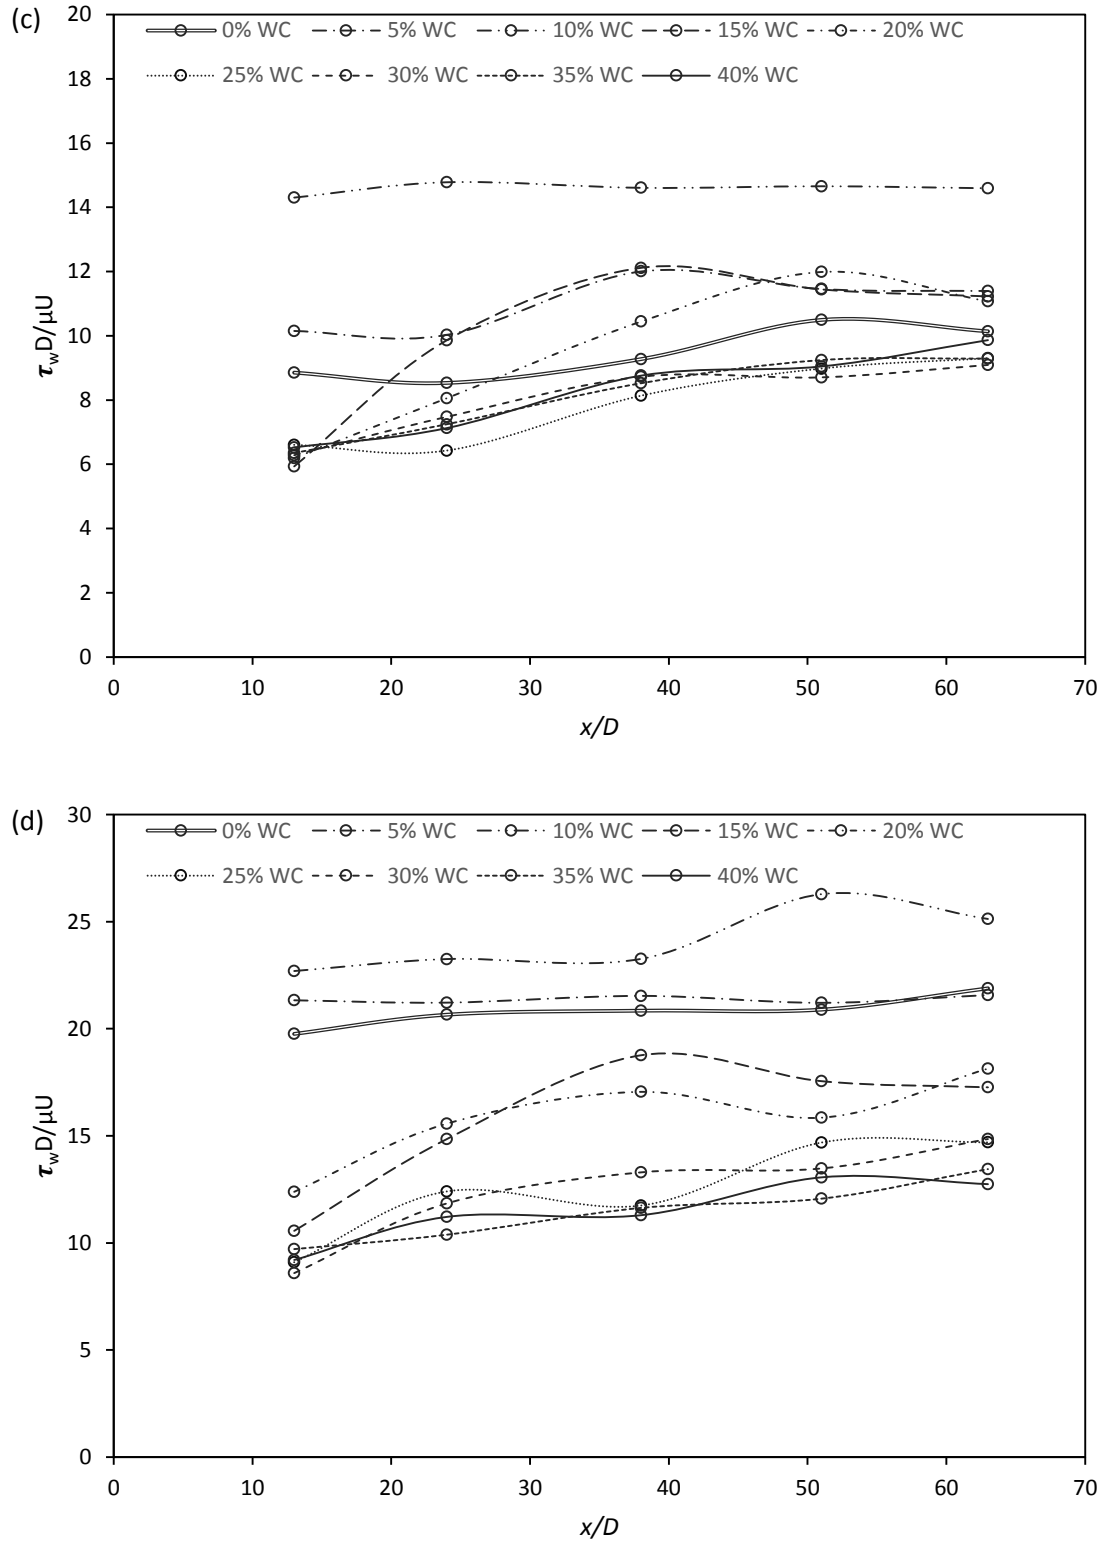 (c)
0% WC 5% WC 10% WC 15% WC 20% WC
25% WC 30% WC 35% WC 40% WC
20
18
16
14
12
10
8
6
4
2
0
τwD/μU
0 10 20 30 40 50 60 70
x/D
(d)
0% WC 5% WC 10% WC 15% WC 20% WC
25% WC 30% WC 35% WC 40% WC
30
25
20
15
10
5
0
τwD/μU
0 10 20 30 40 50 60 70
x/D